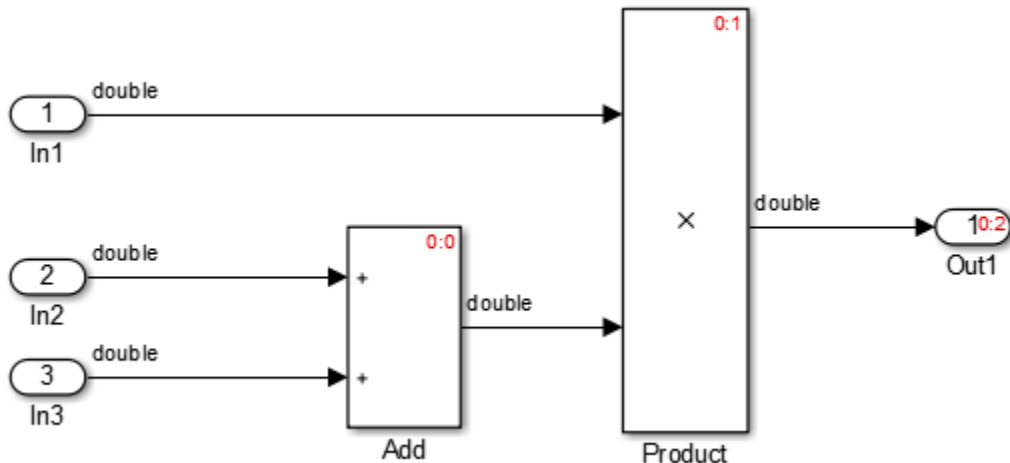 0:1
double
1
In1
×
double
1 0:2
Out1
0:0
double
2
+
In2
double
double
3
+
In3
Add
Product